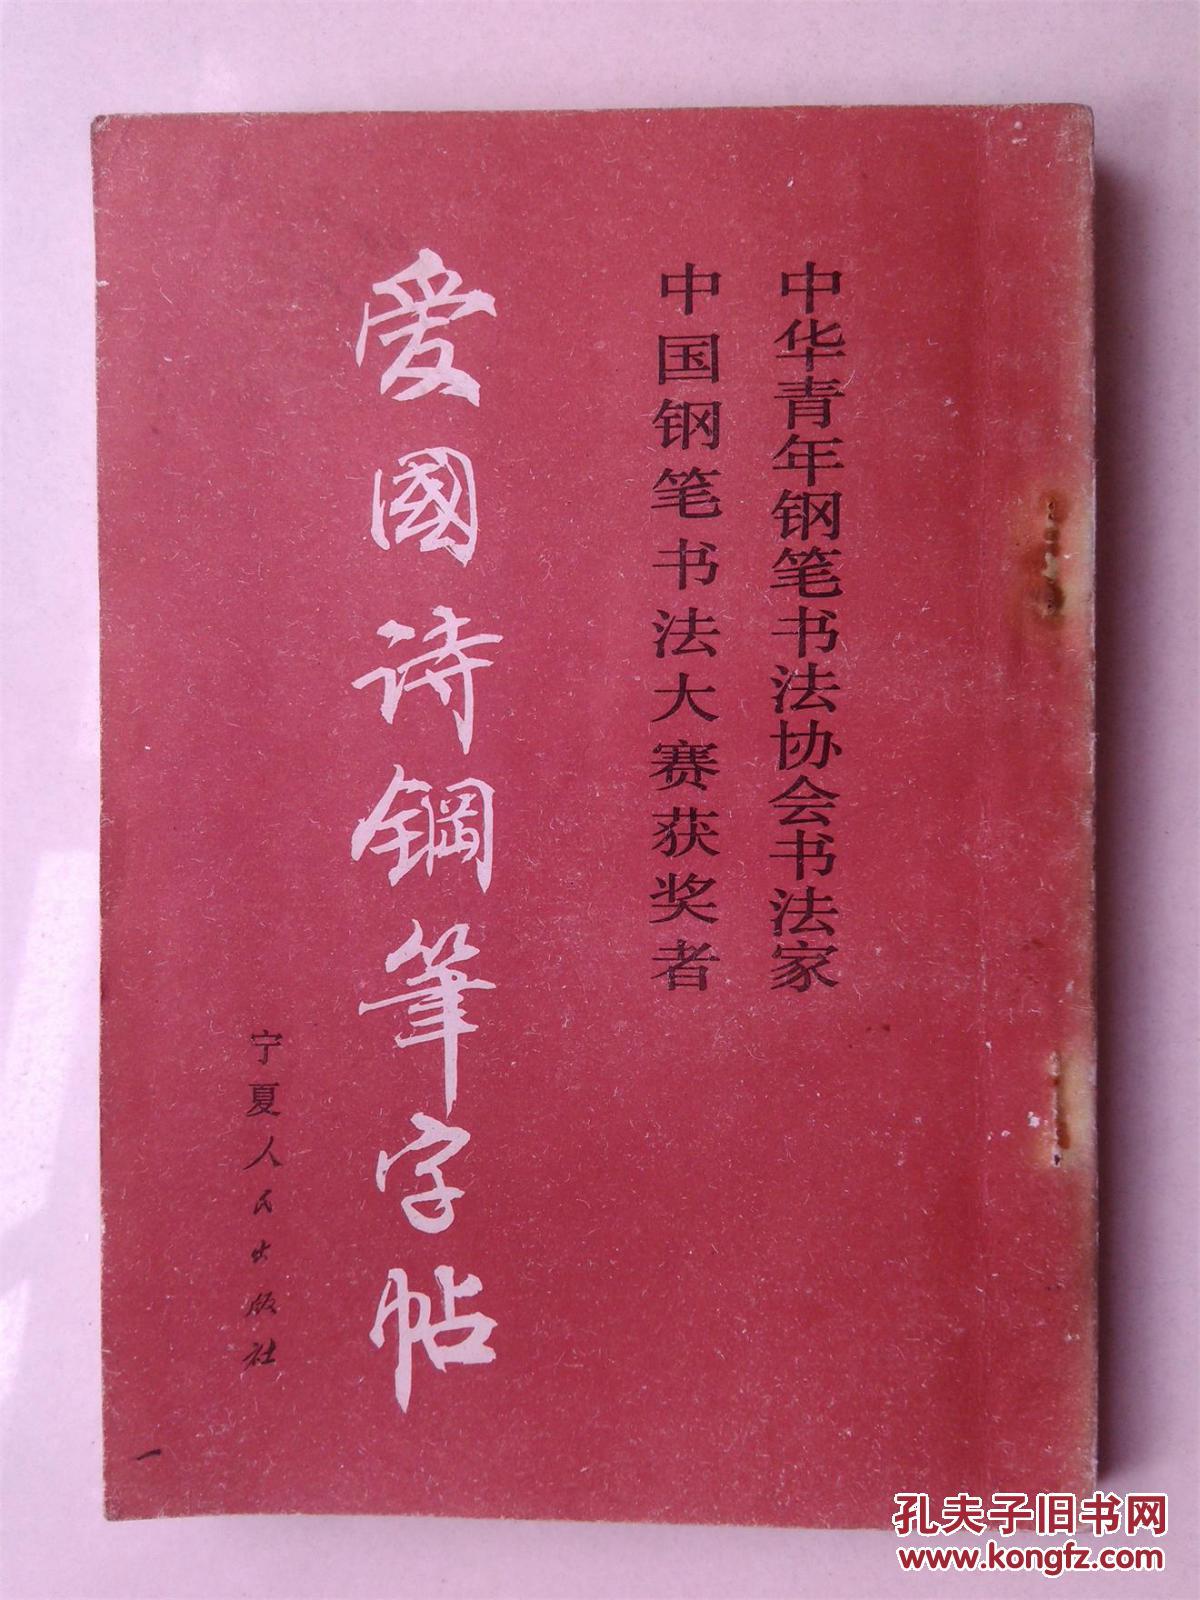 中华青年钢笔书法协会书法家
中国钢笔书法大赛获奖者
爱國诗鋼筆字帖
宁夏人民出版社
孔夫子旧书网
www.kongfz.com